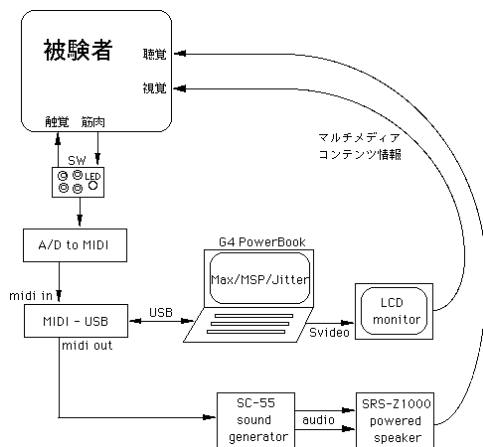 被験者
聴覚
視覚
触覚 筋肉
SW
LED
マルチメディア
コンテンツ情報
A/D to MIDI
G4 PowerBook
Max/MSP/Jitter
midi in
MIDI - USB
USB
midi out
Svideo
LCD
monitor
SC-55
sound
generator
audio
SRS-Z1000
powered
speaker